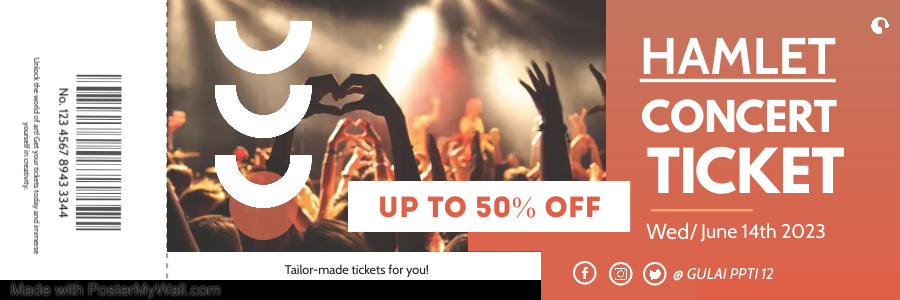 Unlock the world of art! Get your tickets today and immerse
yourself in creativity.
No. 123 4567 8943 3344
UP TO 50% OFF
Tailor-made tickets for you!
HAMLET
CONCERT
TICKET
Wed/ June 14th 2023
@ GULAI PPTI 12
Made with PosterMyWall.com